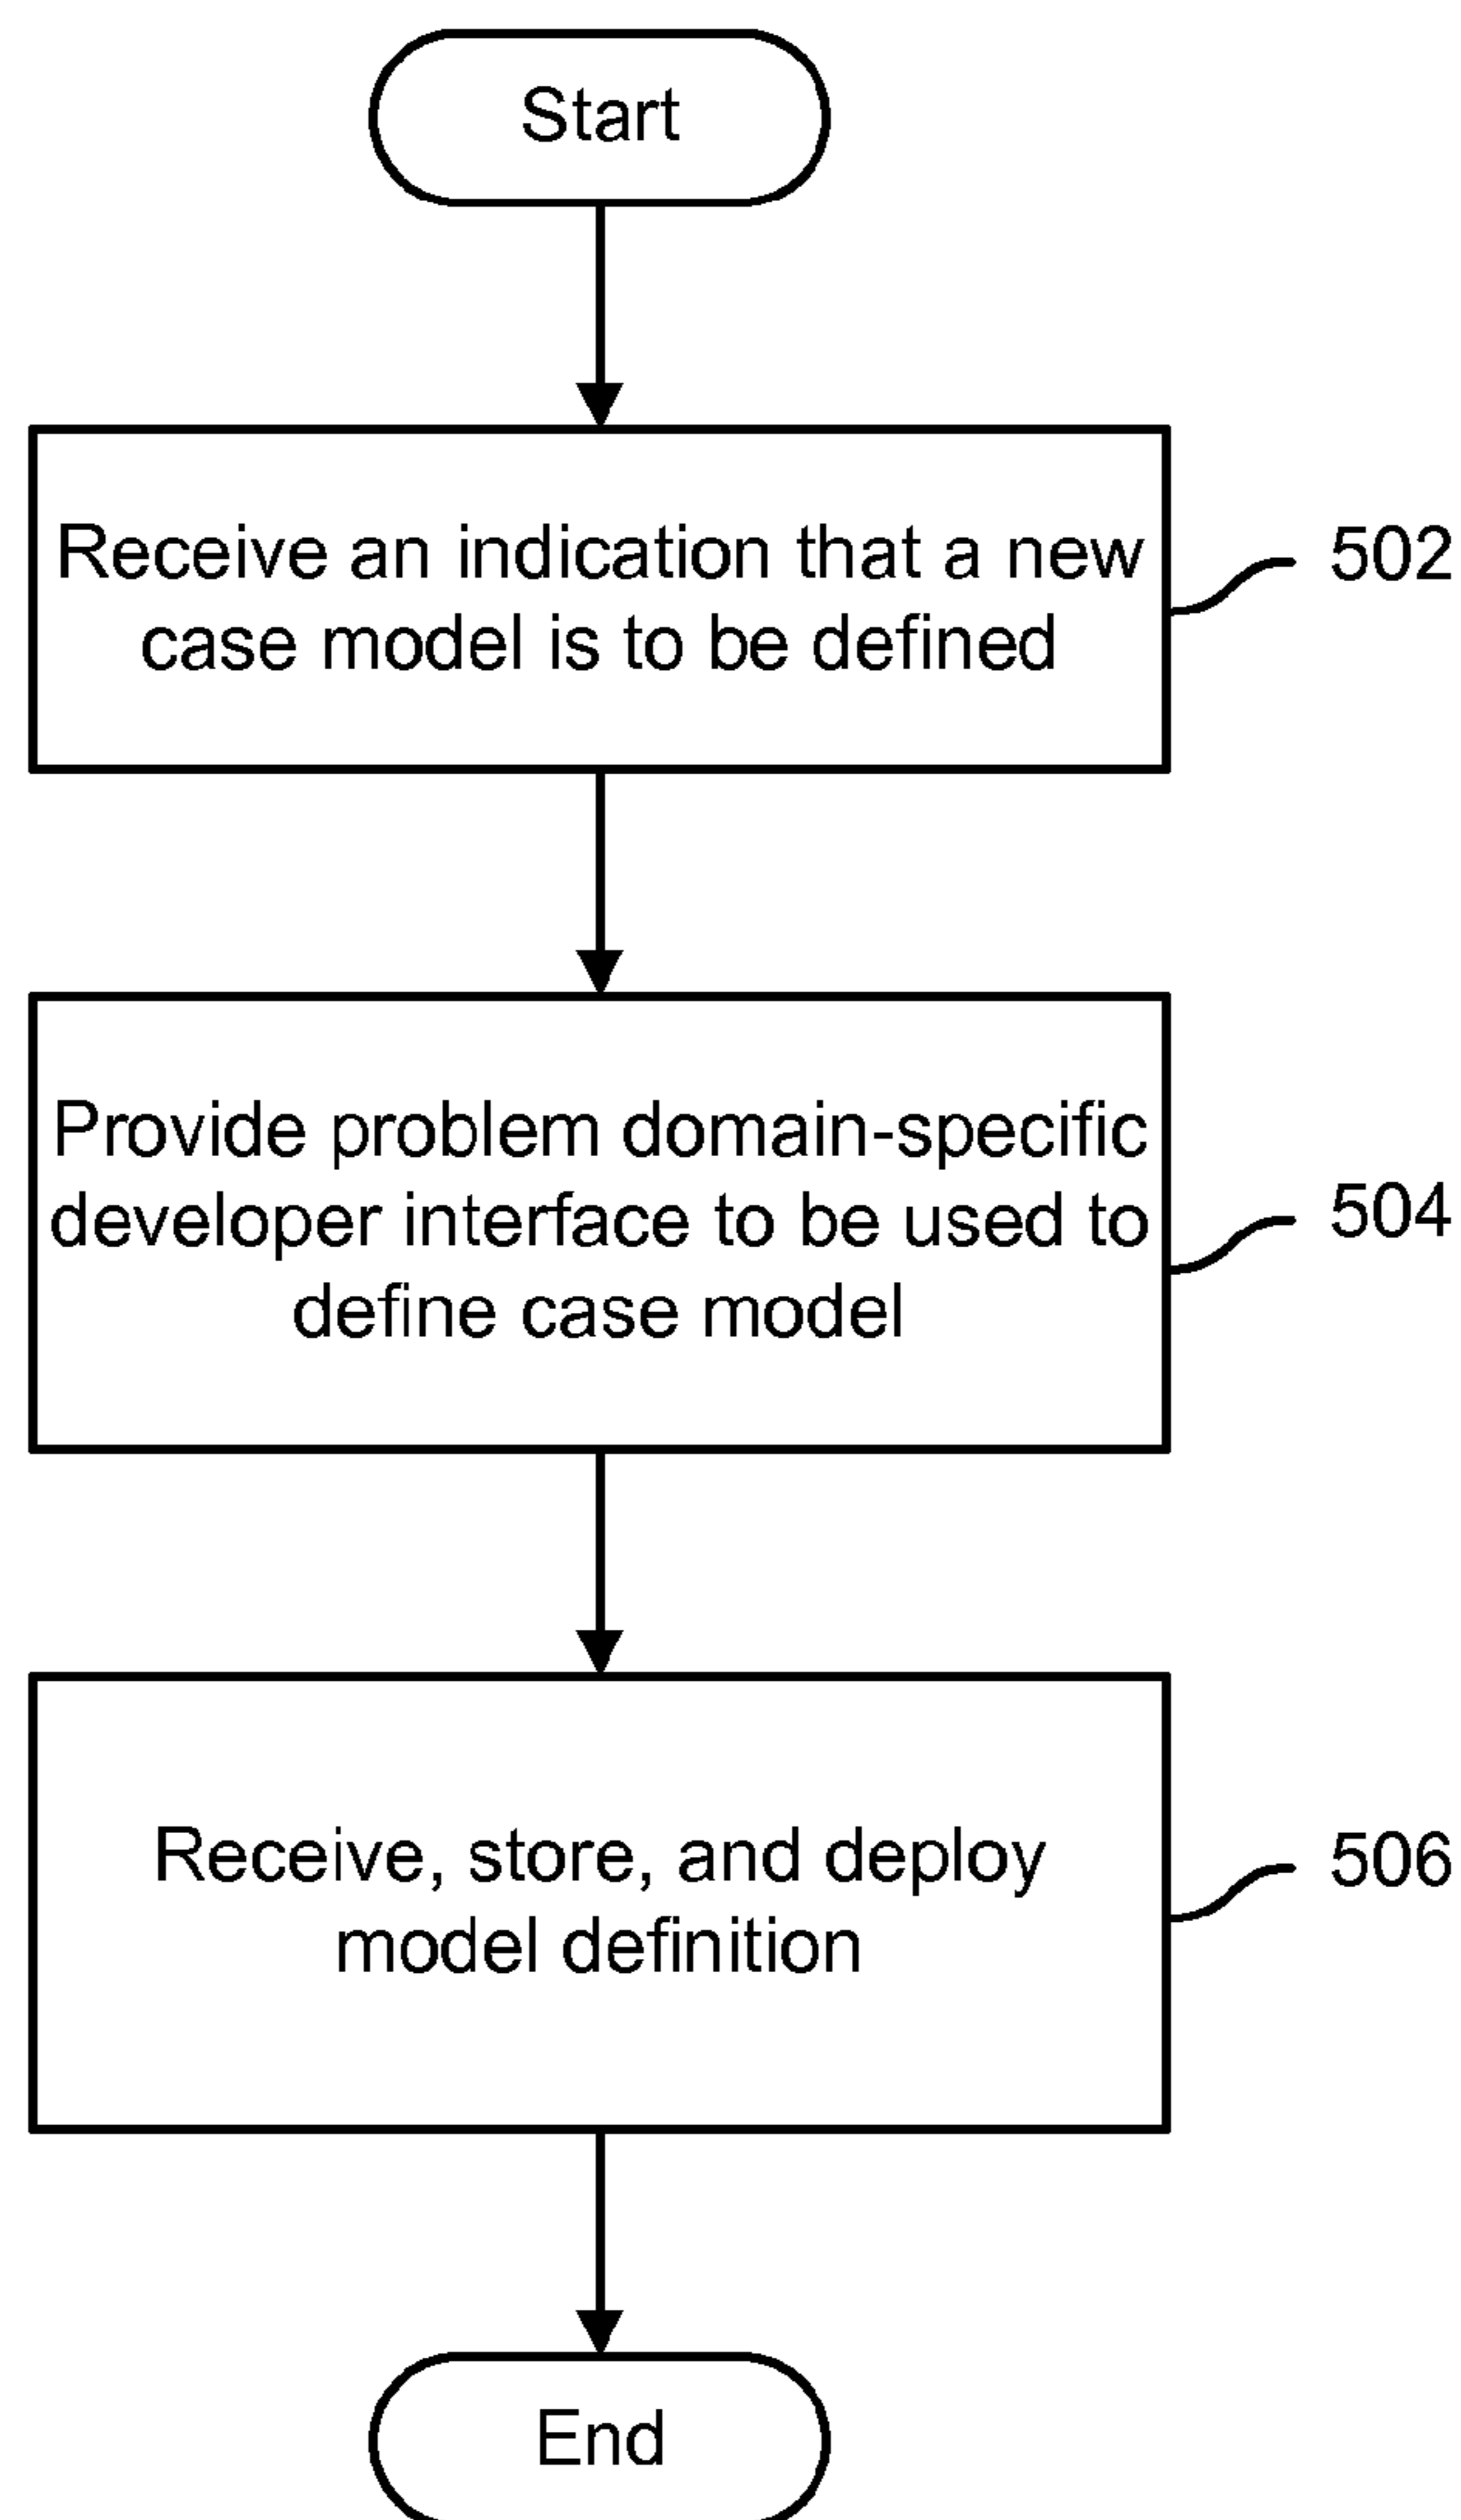 Start
Receive an indication that a new
case model is to be defined
502
Provide problem domain-specific
developer interface to be used to
define case model
504
Receive, store, and deploy
model definition
506
End